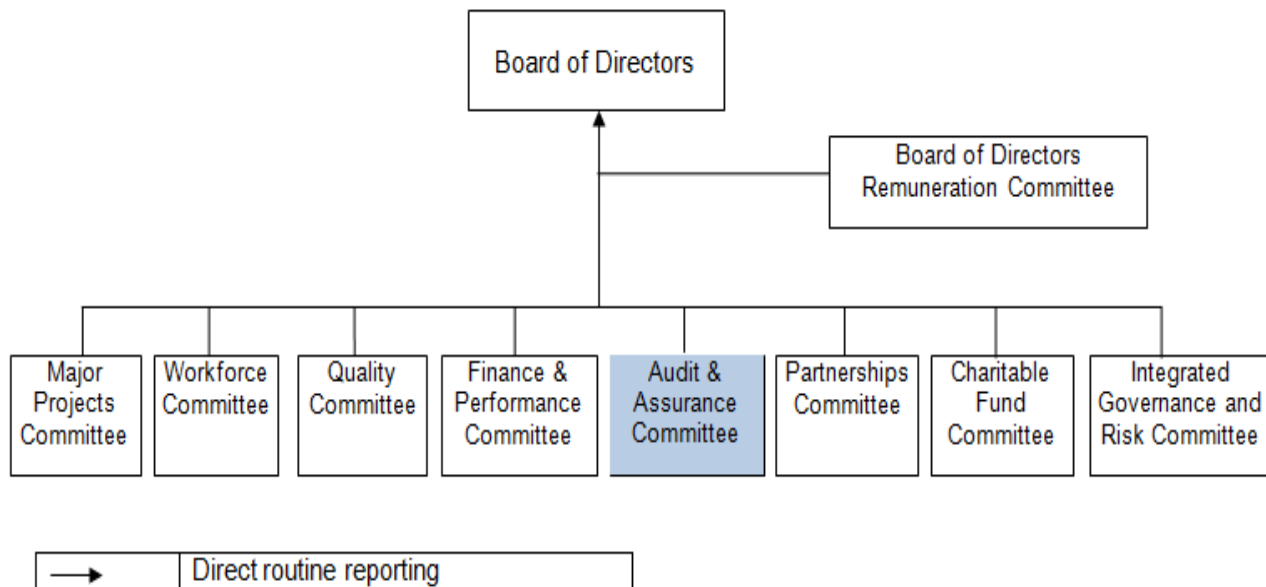 Board of Directors
Board of Directors
Remuneration Committee
Major
Projects
Committee
Workforce
Committee
Quality
Committee
Finance &
Performance
Committee
Audit &
Assurance
Committee
Partnerships
Committee
Charitable
Fund
Committee
Integrated
Governance and
Risk Committee
Direct routine reporting